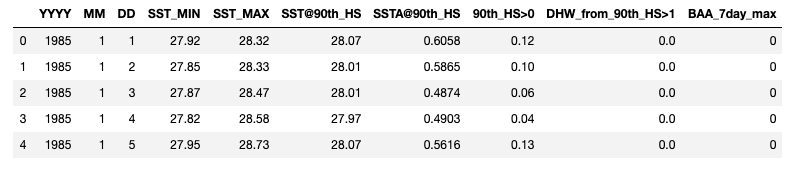 YYYY MM DD SST_MIN SST_MAX SST@90th_HS SSTA@90th_HS 90th_HS>0 DHW_from_90th_HS>1 BAA_7day_max
0 1985 1 1 27.92 28.32 28.07 0.6058 0.12 0.0 0
1 1985 1 2 27.85 28.33 28.01 0.5865 0.10 0.0 0
2 1985 1 3 27.87 28.47 28.01 0.4874 0.06 0.0 0
3 1985 1 4 27.82 28.58 27.97 0.4903 0.04 0.0 0
4 1985 1 5 27.95 28.73 28.07 0.5616 0.13 0.0 0